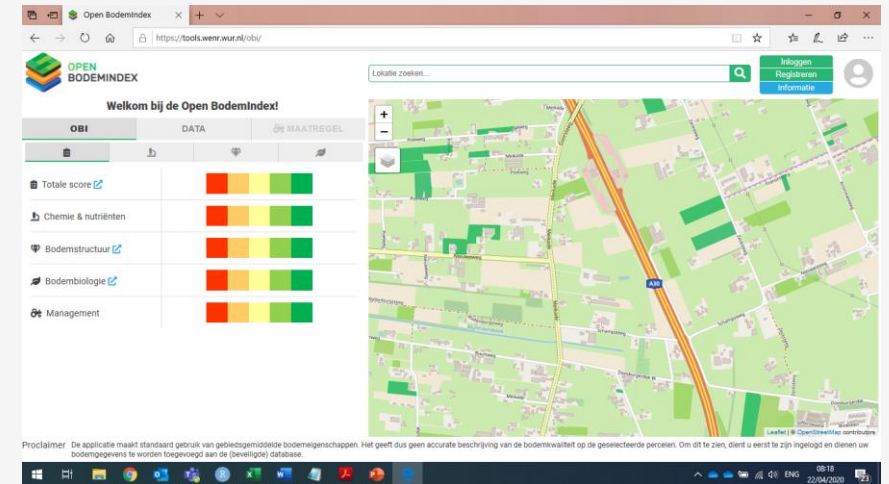 Open BodemIndex
https://tools.wenr.wur.nl/obi/
OPEN
BODEMINDEX
Lokatie zoeken...
Inloggen
Registreren
Informatie
Welkom bij de Open BodemIndex!
OBI
DATA
MAATREGEL
Totale score
Chemie & nutriënten
Bodemstructuur
Bodembiologie
Management
+
−
A30
Leaflet | © OpenStreetMap contributors
Proclaimer De applicatie maakt standaard gebruik van gebiedsgemiddelde bodemeigenschappen. Het geeft dus geen accurate beschrijving van de bodemkwaliteit op de geselecteerde percelen. Om dit te zien, dient u eerst te zijn ingelogd en dienen uw
bodemgegevens te worden toegevoegd aan de (beveiligde) database.
ENG
08:18
22/04/2020
23